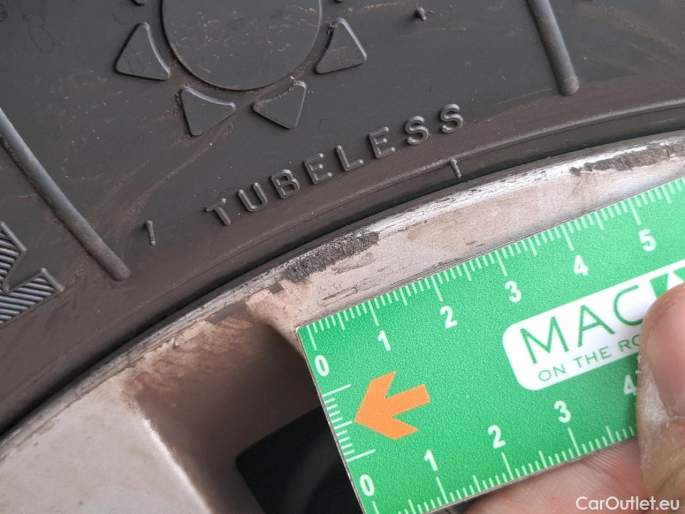 TUBELESS
0 1 2 3 4 5
MAC
ON THE RO
0 1 2 3 4
CarOutlet.eu